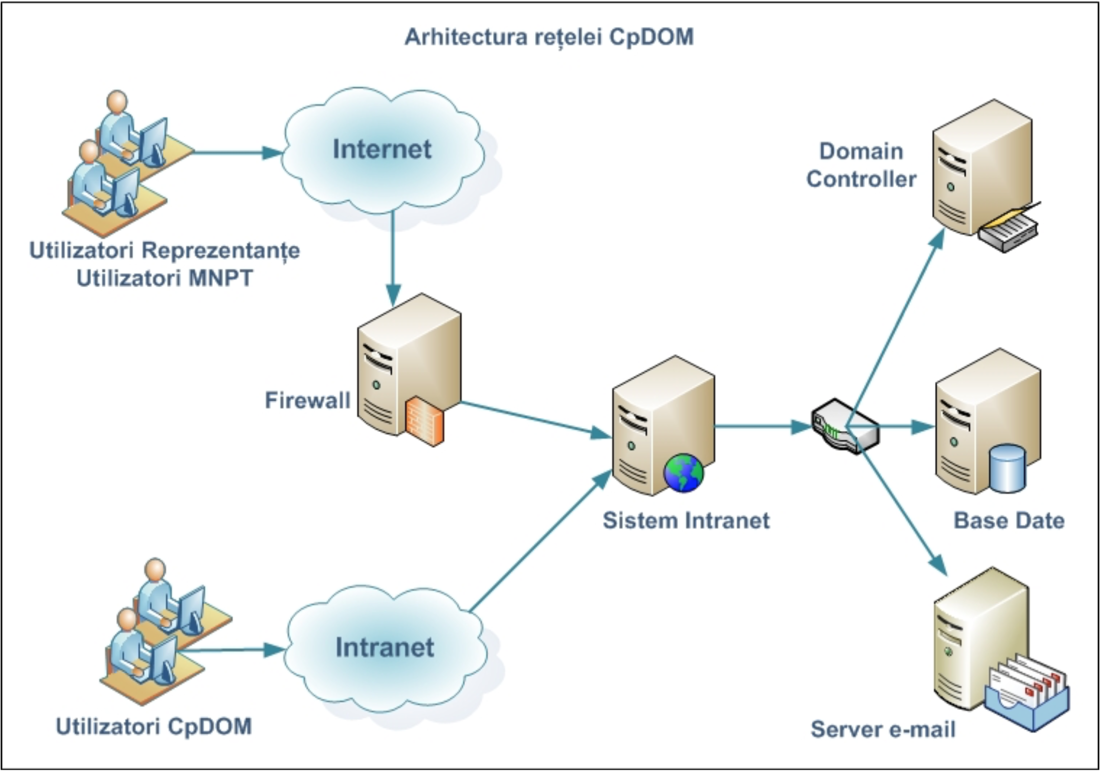 Arhitectura rețelei CpDOM
Internet
Domain
Controller
Utilizatori Reprezentanțe
Utilizatori MNPT
Firewall
Sistem Intranet
Base Date
Intranet
Utilizatori CpDOM
Server e-mail